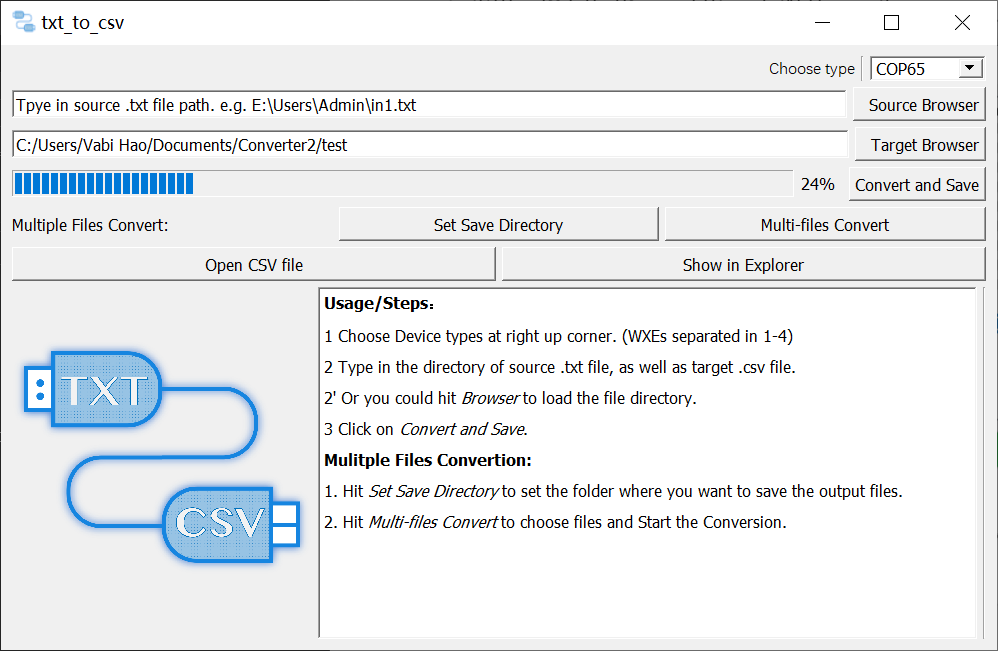 txt_to_csv
Choose type COP65
Tpye in source .txt file path. e.g. E:\Users\Admin\in1.txt Source Browser
C:/Users/Vabi Hao/Documents/Converter2/test Target Browser
24% Convert and Save
Multiple Files Convert: Set Save Directory Multi-files Convert
Open CSV file Show in Explorer
TXT
CSV
Usage/Steps：
1 Choose Device types at right up corner. (WXEs separated in 1-4)
2 Type in the directory of source .txt file, as well as target .csv file.
2' Or you could hit Browser to load the file directory.
3 Click on Convert and Save.
Mulitple Files Convertion:
1. Hit Set Save Directory to set the folder where you want to save the output files.
2. Hit Multi-files Convert to choose files and Start the Conversion.